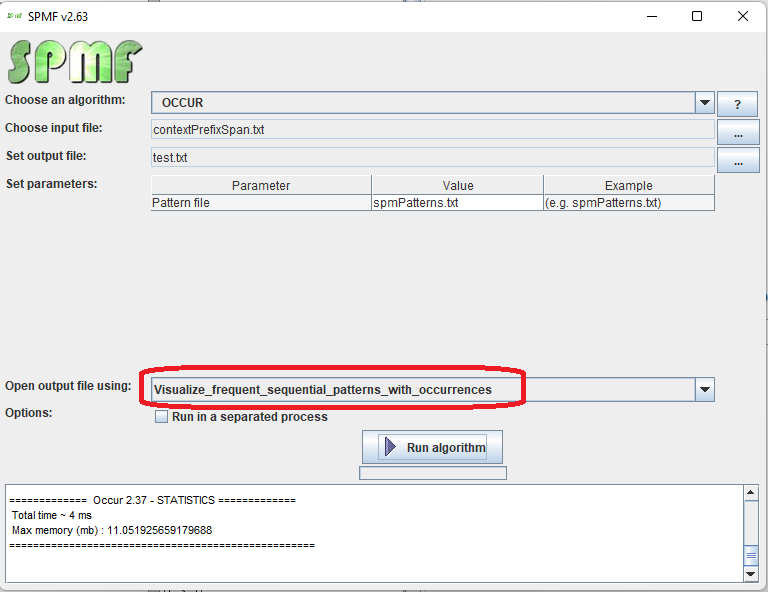 SPMF v2.63
SPMF
Choose an algorithm: OCCUR ?
Choose input file: contextPrefixSpan.txt ...
Set output file: test.txt ...
Set parameters: Parameter Value Example
Pattern file spmPatterns.txt (e.g. spmPatterns.txt)
Open output file using: Visualize_frequent_sequential_patterns_with_occurrences
Options: Run in a separated process
Run algorithm
============= Occur 2.37 - STATISTICS =============
Total time ~ 4 ms
Max memory (mb) : 11.051925659179688
===================================================